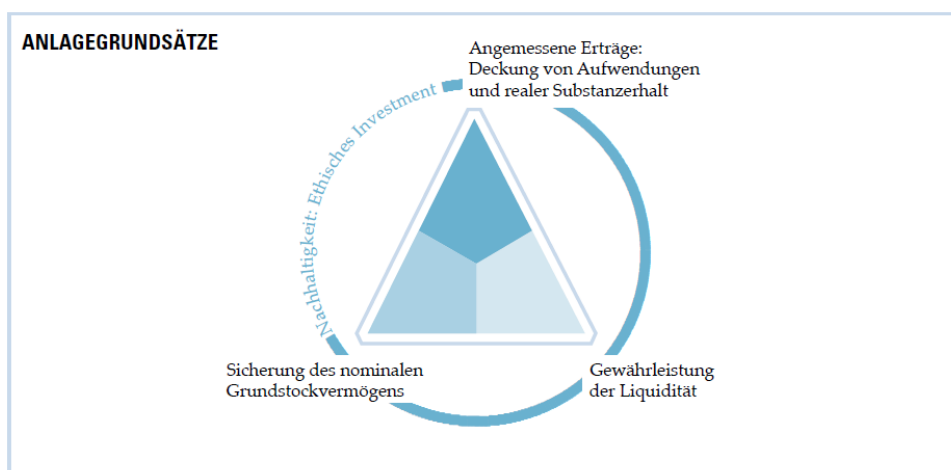 ANLAGEGRUNDSÄTZE
Angemessene Erträge:
Deckung von Aufwendungen
und realer Substanzerhalt
Nachhaltigkeit: Ethisches Investment
Sicherung des nominalen
Grundstockvermögens
Gewährleistung
der Liquidität